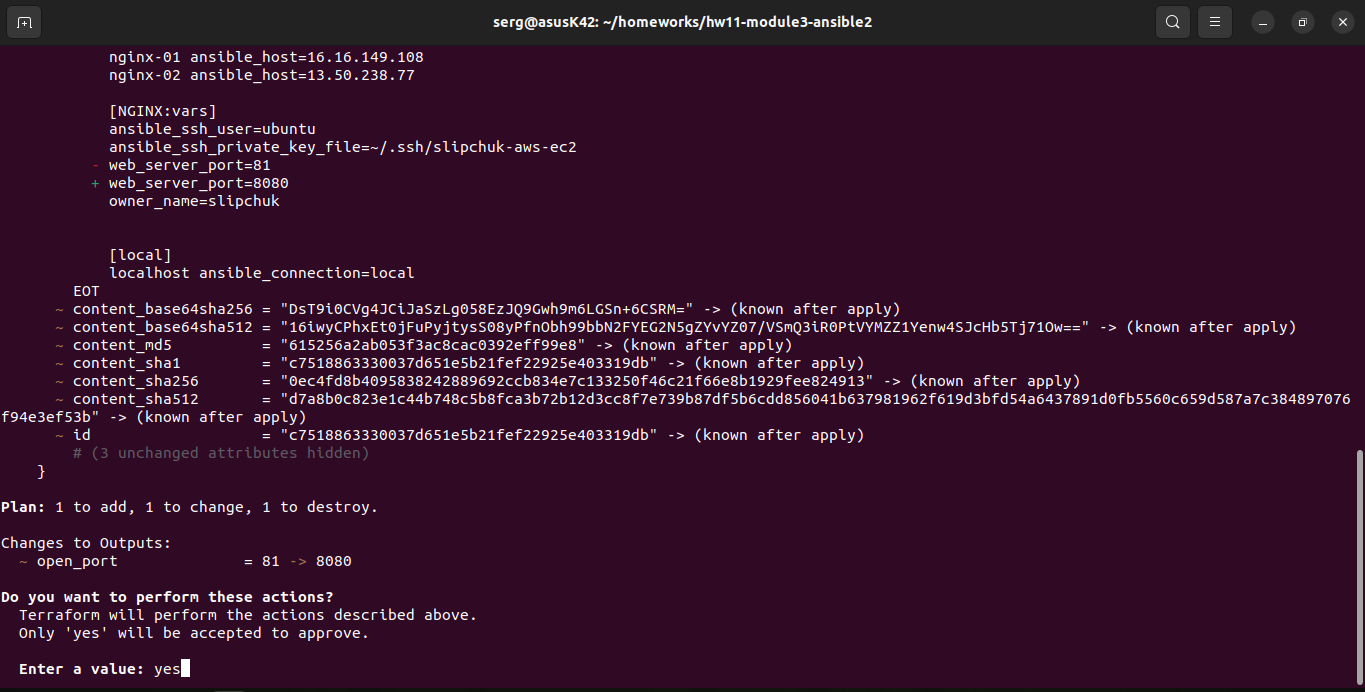 serg@asusK42: ~/homeworks/hw11-module3-ansible2
nginx-01 ansible_host=16.16.149.108
nginx-02 ansible_host=13.50.238.77
[NGINX:vars]
ansible_ssh_user=ubuntu
ansible_ssh_private_key_file=~/.ssh/slipchuk-aws-ec2
- web_server_port=81
+ web_server_port=8080
owner_name=slipchuk
[local]
localhost ansible_connection=local
EOT
~ content_base64sha256 = "DsT9i0CVg4JCiJaSzLg058EzJQ9Gwh9m6LGSn+6CSRM=" -> (known after apply)
~ content_base64sha512 = "16iwyCPhxEt0jFuPyjtysS08yPfnObh99bbN2FYEG2N5gZYvYZ07/VSmQ3iR0PtVYMZZ1Yenw4SJcHb5Tj71Ow==" -> (known after apply)
~ content_md5 = "615256a2ab053f3ac8cac0392eff99e8" -> (known after apply)
~ content_sha1 = "c7518863330037d651e5b21fef22925e403319db" -> (known after apply)
~ content_sha256 = "0ec4fd8b4095838242889692ccb834e7c133250f46c21f66e8b1929fee824913" -> (known after apply)
~ content_sha512 = "d7a8b0c823e1c44b748c5b8fca3b72b12d3cc8f7e739b87df5b6cdd856041b637981962f619d3bfd54a6437891d0fb5560c659d587a7c384897076
f94e3ef53b" -> (known after apply)
~ id = "c7518863330037d651e5b21fef22925e403319db" -> (known after apply)
# (3 unchanged attributes hidden)
}
Plan: 1 to add, 1 to change, 1 to destroy.
Changes to Outputs:
~ open_port = 81 -> 8080
Do you want to perform these actions?
Terraform will perform the actions described above.
Only 'yes' will be accepted to approve.
Enter a value: yes